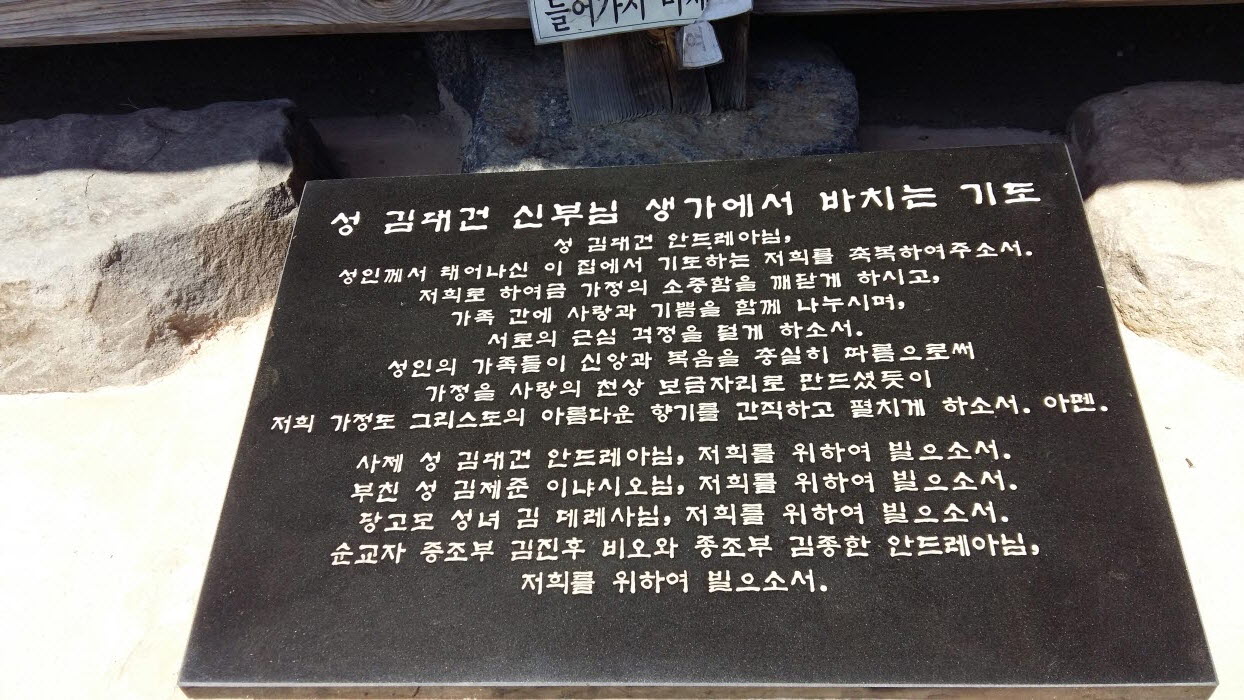 들어가지
성 김대건 신부님 생가에서 바치는 기도
성 김대건 안드레아님,
성인께서 태어나신 이 집에서 기도하는 저희를 축복하여주소서.
저희로 하여금 가정의 소중함을 깨닫게 하시고,
가족 간에 사랑과 기쁨을 함께 나누시며,
서로의 근심 걱정을 덜게 하소서.
성인의 가족들이 신앙과 복음을 충실히 따름으로써
가정을 사랑의 천상 보금자리로 만드셨듯이
저희 가정도 그리스도의 아름다운 향기를 간직하고 펼치게 하소서. 아멘.
사제 성 김대건 안드레아님, 저희를 위하여 빌으소서.
부친 성 김제준 이냐시오님, 저희를 위하여 빌으소서.
당고모 성녀 김 데레사님, 저희를 위하여 빌으소서.
순교자 증조부 김진후 비오와 종조부 김종한 안드레아님,
저희를 위하여 빌으소서.